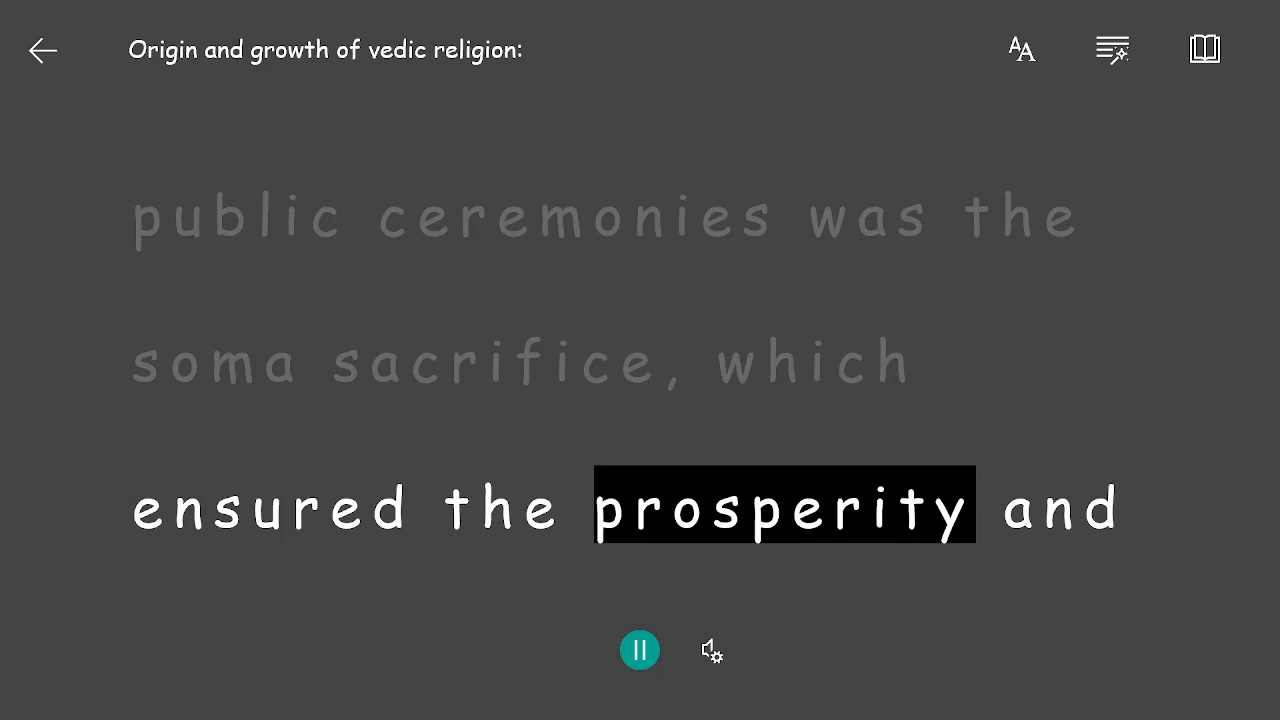 Origin and growth of vedic religion:
public ceremonies was the
soma sacrifice, which
ensured the prosperity and